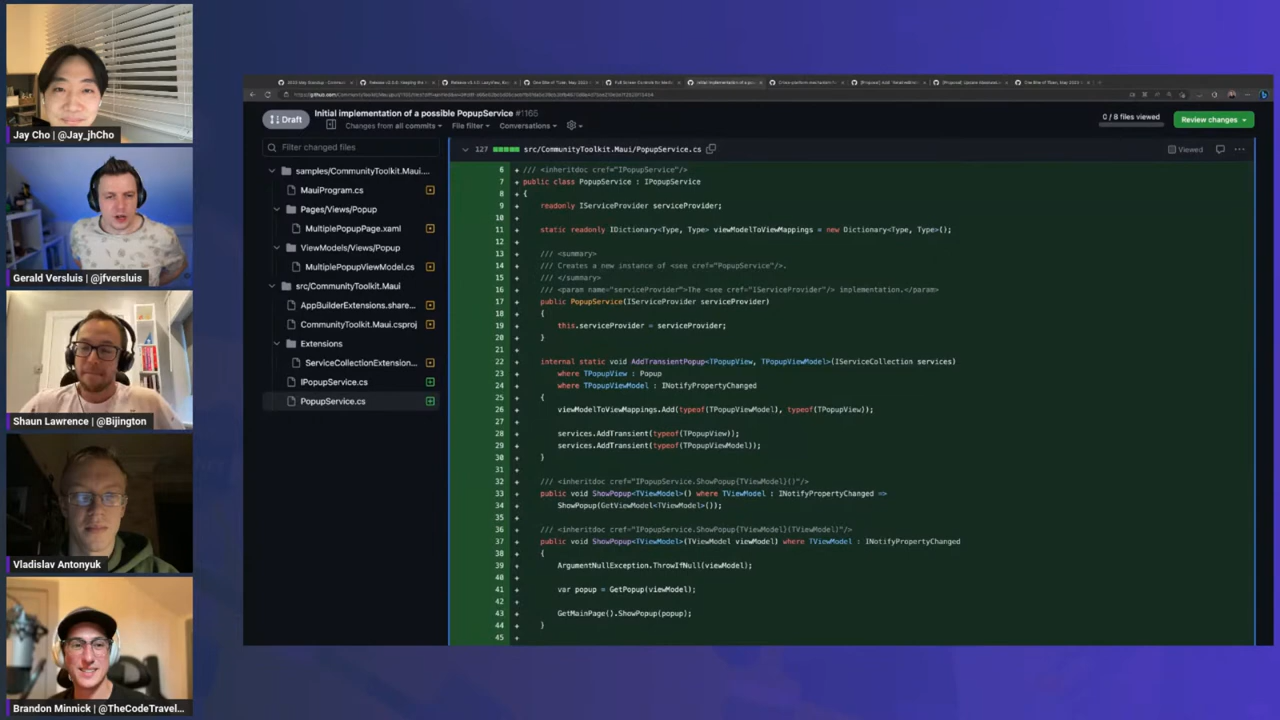 Jay Cho | @Jay_jhCho
Gerald Versluis | @jfversluis
Shaun Lawrence | @Bijington
Vladislav Antonyuk
Brandon Minnick | @TheCodeTravel...
Draft
Initial implementation of a possible PopupService #1165
Changes from all commits
File filter
Conversations
0 / 8 files viewed
Review changes
Filter changed files
samples/CommunityToolkit.Maui....
MauiProgram.cs
Pages/Views/Popup
MultiplePopupPage.xaml
ViewModels/Views/Popup
MultiplePopupViewModel.cs
src/CommunityToolkit.Maui
AppBuilderExtensions.share...
CommunityToolkit.Maui.csproj
Extensions
ServiceCollectionExtension...
IPopupService.cs
PopupService.cs
127 src/CommunityToolkit.Maui/PopupService.cs
Viewed
6 + /// <inheritdoc cref="IPopupService"/>
7 + public class PopupService : IPopupService
8 + {
9 + readonly IServiceProvider serviceProvider;
10 +
11 + static readonly IDictionary<Type, Type> viewModelToViewMappings = new Dictionary<Type, Type>();
12 +
13 + /// <summary>
14 + /// Creates a new instance of <see cref="PopupService"/>.
15 + /// </summary>
16 + /// <param name="serviceProvider">The <see cref="IServiceProvider"/> implementation.</param>
17 + public PopupService(IServiceProvider serviceProvider)
18 + {
19 + this.serviceProvider = serviceProvider;
20 + }
21 +
22 + internal static void AddTransientPopup<TPopupView, TPopupViewModel>(IServiceCollection services)
23 + where TPopupView : Popup
24 + where TPopupViewModel : INotifyPropertyChanged
25 + {
26 + viewModelToViewMappings.Add(typeof(TPopupViewModel), typeof(TPopupView));
27 +
28 + services.AddTransient(typeof(TPopupView));
29 + services.AddTransient(typeof(TPopupViewModel));
30 + }
31 +
32 + /// <inheritdoc cref="IPopupService.ShowPopup{TViewModel}()"/>
33 + public void ShowPopup<TViewModel>() where TViewModel : INotifyPropertyChanged =>
34 + ShowPopup(GetViewModel<TViewModel>());
35 +
36 + /// <inheritdoc cref="IPopupService.ShowPopup{TViewModel}(TViewModel)"/>
37 + public void ShowPopup<TViewModel>(TViewModel viewModel) where TViewModel : INotifyPropertyChanged
38 + {
39 + ArgumentNullException.ThrowIfNull(viewModel);
40 +
41 + var popup = GetPopup(viewModel);
42 +
43 + GetMainPage().ShowPopup(popup);
44 + }
45 +